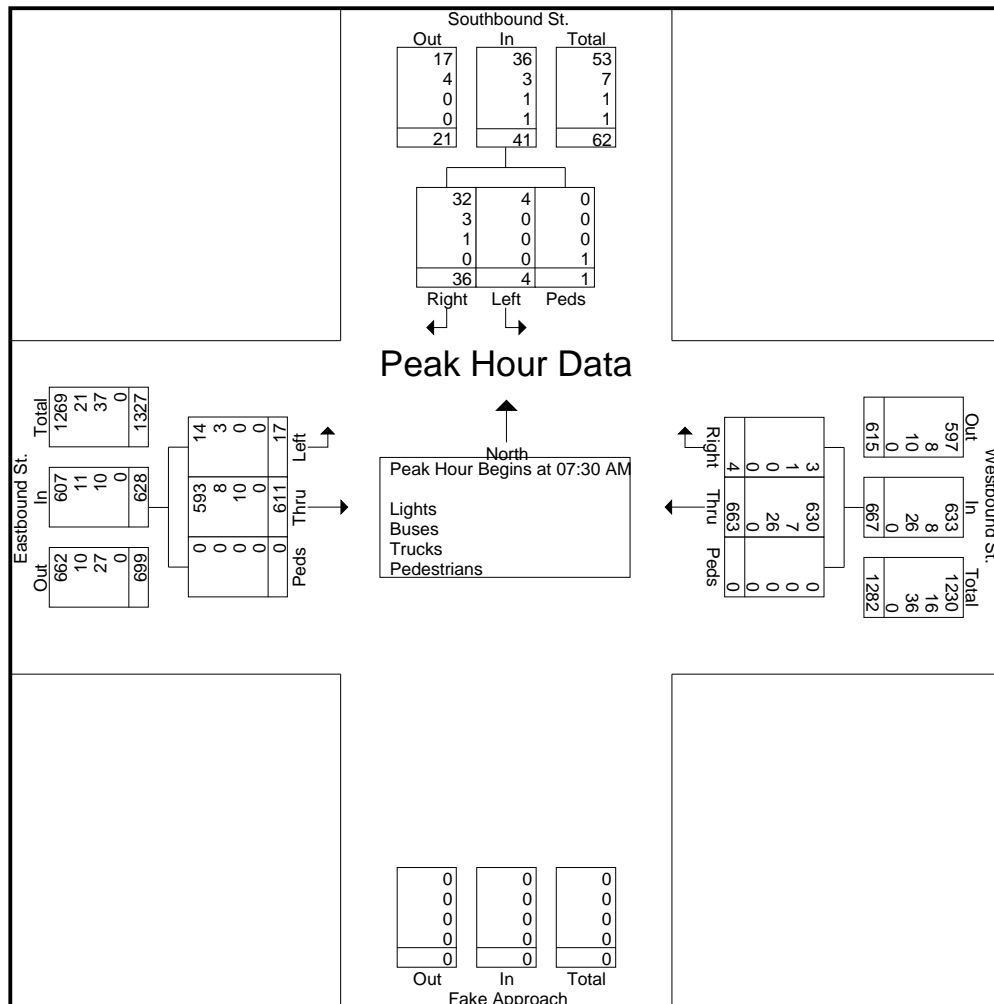 Southbound St.
Out In Total
17 36 53
4 3 7
0 1 1
0 1 1
21 41 62
32 4 0
3 0 0
1 0 0
0 0 1
36 4 1
Right Left Peds
Peak Hour Data
North
Peak Hour Begins at 07:30 AM
Lights
Buses
Trucks
Pedestrians
Eastbound St.
Total
1269 21 37 0 1327
In
607 11 10 0 628
Out
662 10 27 0 699
14 3 0 0 17
Left
593 8 10 0 611
Thru
0 0 0 0 0
Peds
Westbound St.
Out
597 8 10 0 615
In
633 8 26 0 667
Total
1230 16 36 0 1282
Right
3 1 0 0 4
Thru
630 7 26 0 663
Peds
0 0 0 0 0
0 0 0
0 0 0
0 0 0
0 0 0
0 0 0
Out In Total
Fake Approach